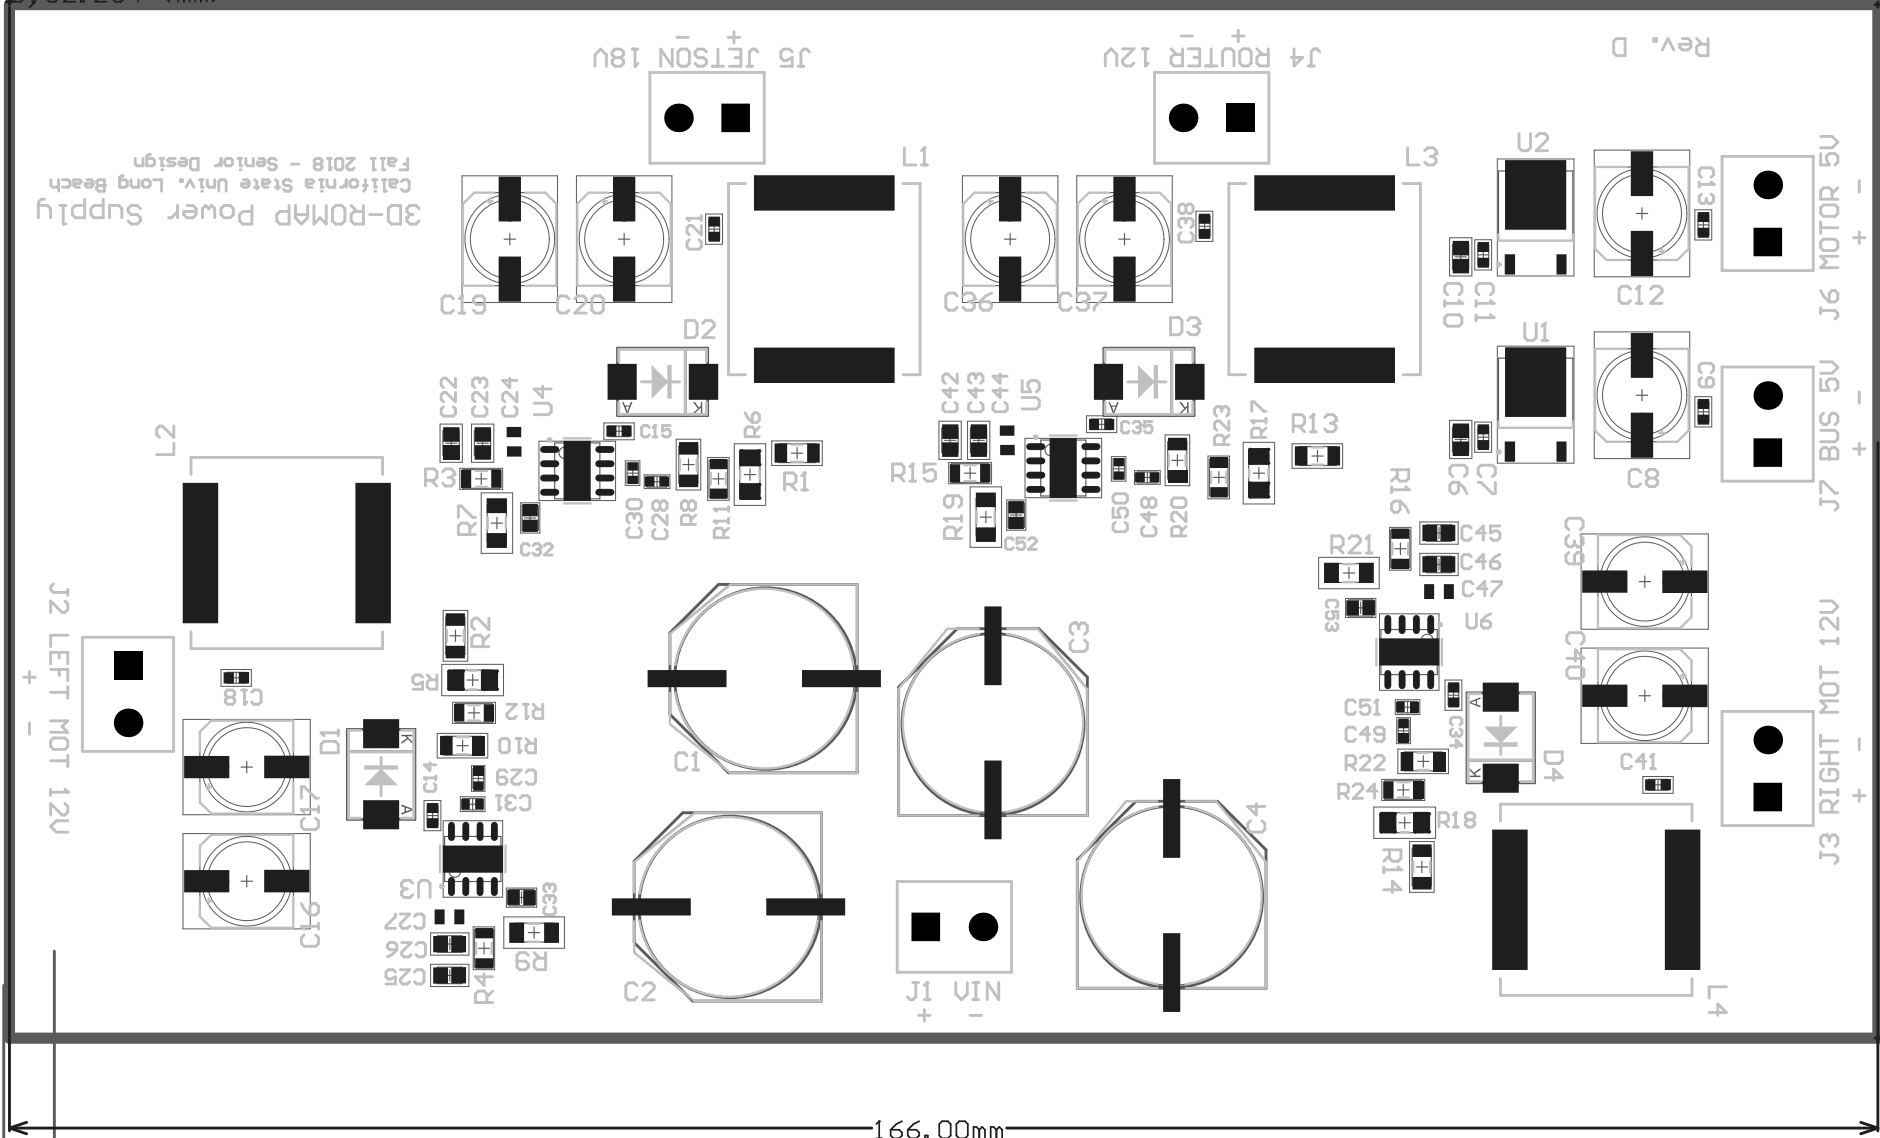 - +
J5 JETSON 18V
- +
J4 ROUTER 12V
Rev. D
3D-ROMAP Power Supply
California State Univ. Long Beach
Fall 2018 - Senior Design
L1
L3
U2
C13
J6 MOTOR 5V
- +
C21
C38
C19
C20
C36
C37
C10
C11
C12
D2
D3
U1
C9
J7 BUS 5V
- +
C22
C23
C24
U4
A K
C15
R6
C42
C43
C44
U5
A K
C35
R23
R17
R13
L2
R3
R1
R15
R16
C6
C7
C8
R7
C32
C30
C28
R8
R11
R19
C52
C50
C48
R20
R21
C45
C46
C47
C39
C53
U6
J2 LEFT MOT 12V
+ -
R2
R5
R12
C18
C3
C40
J3 RIGHT MOT 12V
- +
C51
C49
C34
A
K
D4
C41
D1
K
A
R10
C14
C29
C31
C1
R22
R24
R18
C17
C4
R14
U3
C33
C27
C26
C25
C16
R9
R4
C2
J1 VIN
+ -
L4
166.00mm